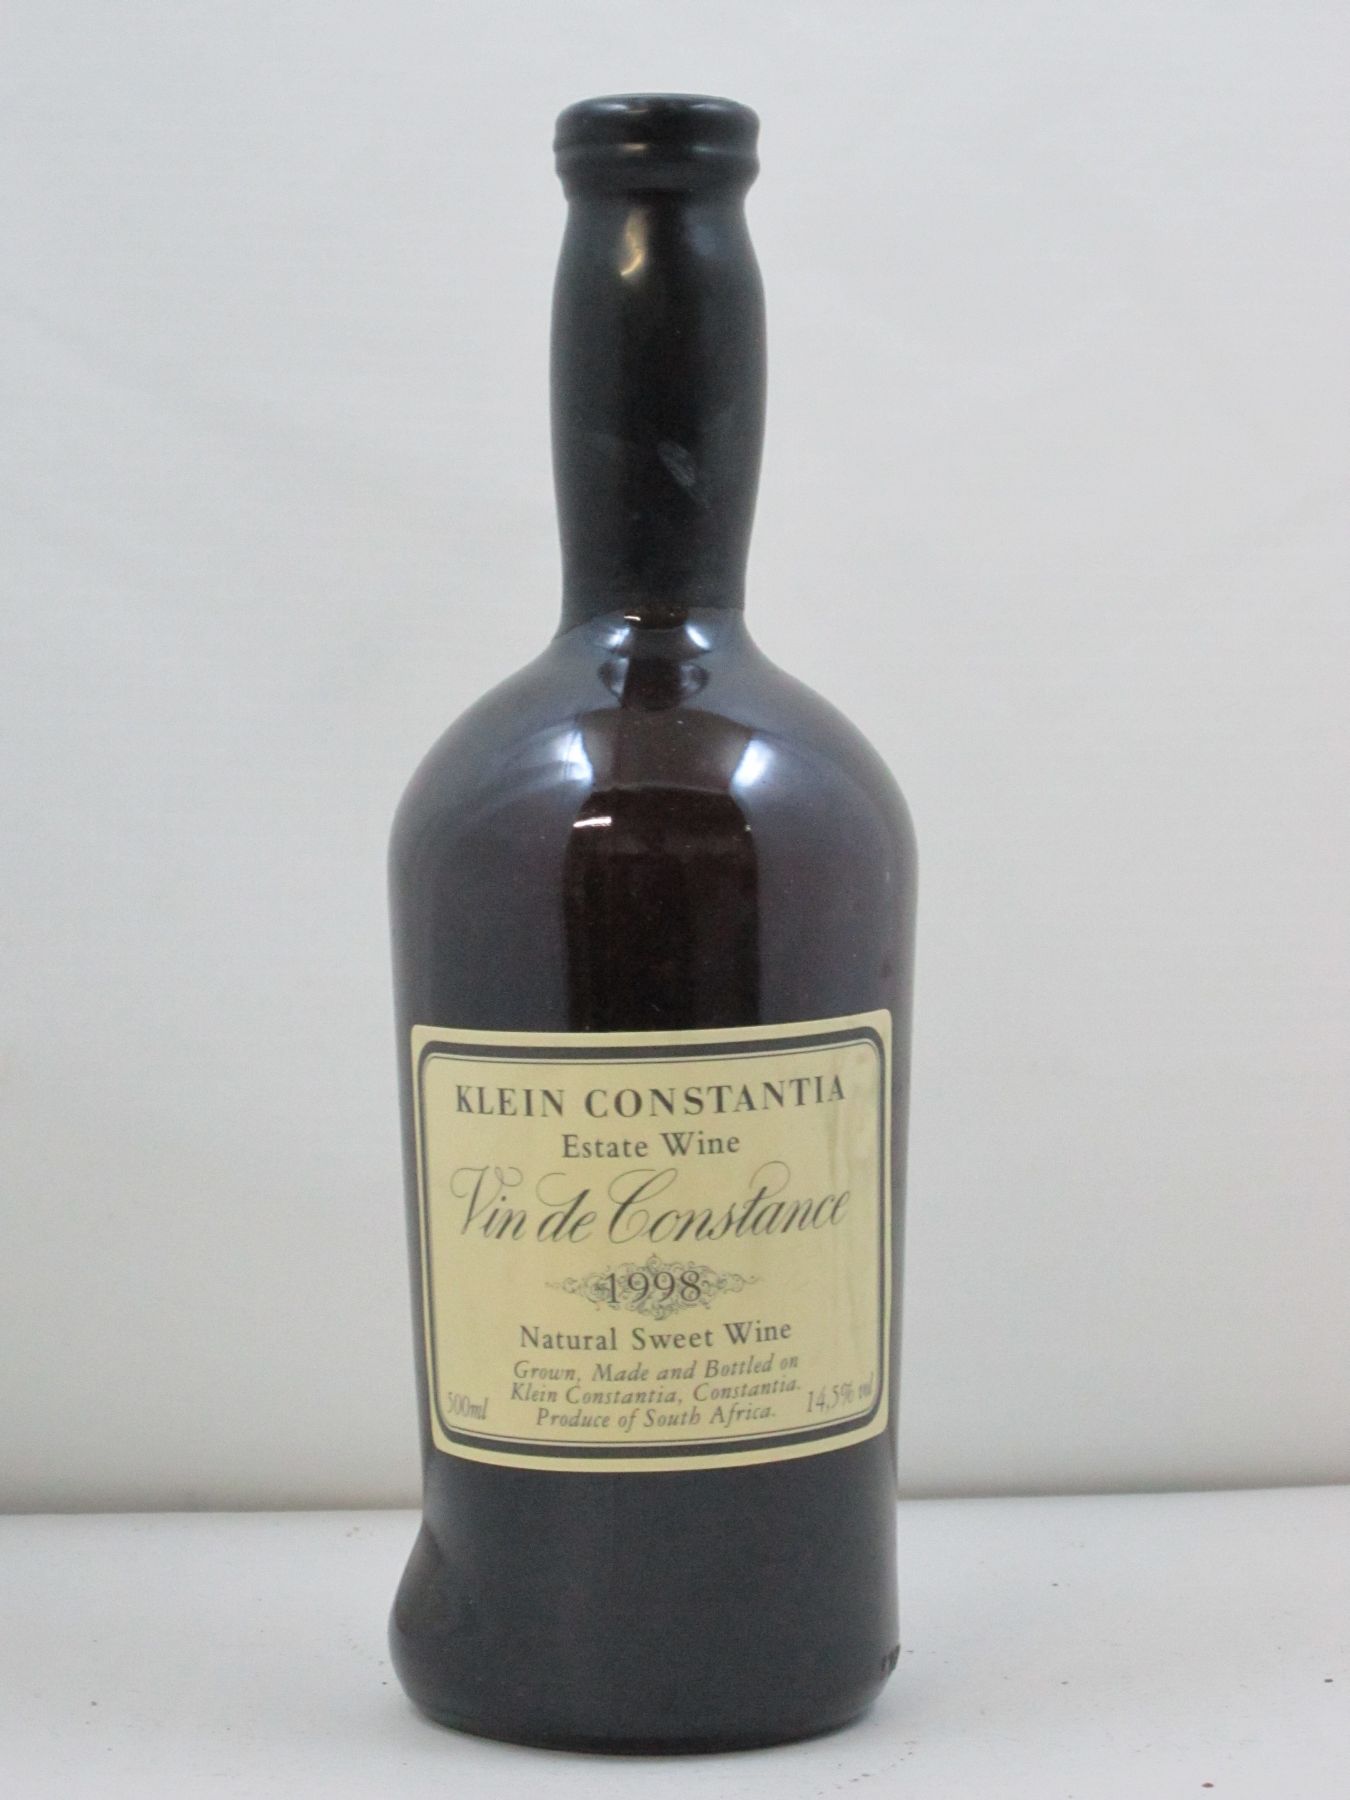 KLEIN CONSTANTIA
Estate Wine
Vin de Constance
1998
Natural Sweet Wine
Grown, Made and Bottled on
Klein Constantia, Constantia.
Produce of South Africa.
500ml
14,5% vol